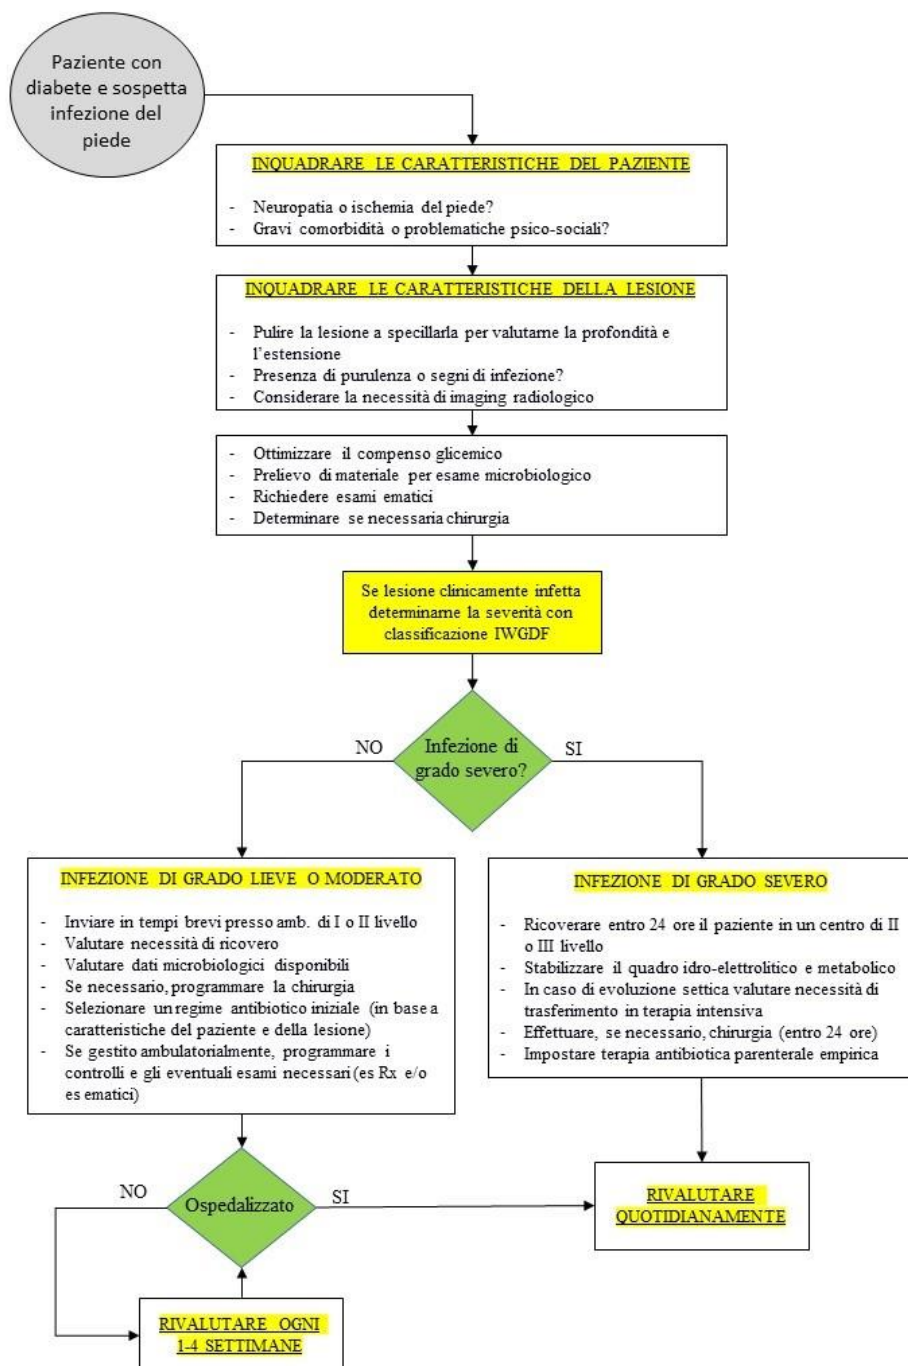 Paziente con
diabete e sospetta
infezione del
piede
INQUADRARE LE CARATTERISTICHE DEL PAZIENTE
- Neuropatia o ischemia del piede?
- Gravi comorbidità o problematiche psico-sociali?
INQUADRARE LE CARATTERISTICHE DELLA LESIONE
- Pulire la lesione a specillarla per valutarne la profondità e
l'estensione
- Presenza di purulenza o segni di infezione?
- Considerare la necessità di imaging radiologico
- Ottimizzare il compenso glicemico
- Prelievo di materiale per esame microbiologico
- Richiedere esami ematici
- Determinare se necessaria chirurgia
Se lesione clinicamente infetta
determinarne la severità con
classificazione IWGDF
Infezione di
grado severo?
NO
SI
INFEZIONE DI GRADO LIEVE O MODERATO
- Inviare in tempi brevi presso amb. di I o II livello
- Valutare necessità di ricovero
- Valutare dati microbiologici disponibili
- Se necessario, programmare la chirurgia
- Selezionare un regime antibiotico iniziale (in base a
caratteristiche del paziente e della lesione)
- Se gestito ambulatorialmente, programmare i
controlli e gli eventuali esami necessari (es Rx e/o
es ematici)
INFEZIONE DI GRADO SEVERO
- Ricoverare entro 24 ore il paziente in un centro di II
o III livello
- Stabilizzare il quadro idro-elettrolitico e metabolico
- In caso di evoluzione settica valutare necessità di
trasferimento in terapia intensiva
- Effettuare, se necessario, chirurgia (entro 24 ore)
- Impostare terapia antibiotica parenterale empirica
NO
Ospedalizzato
SI
RIVALUTARE
QUOTIDIANAMENTE
RIVALUTARE OGNI
1-4 SETTIMANE